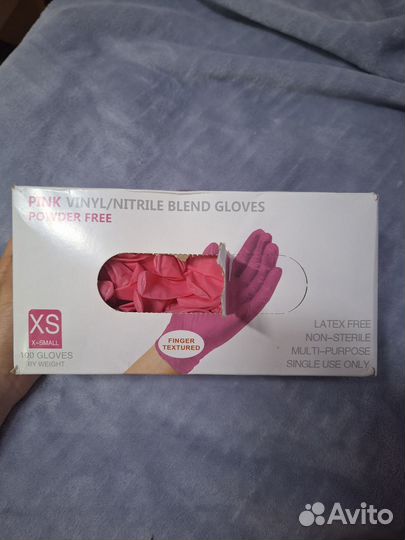 PINK VINYL/NITRILE BLEND GLOVES
POWDER FREE
XS
X-SMALL
100 GLOVES
BY WEIGHT
FINGER
TEXTURED
LATEX FREE
NON-STERILE
MULTI-PURPOSE
SINGLE USE ONLY
Avito